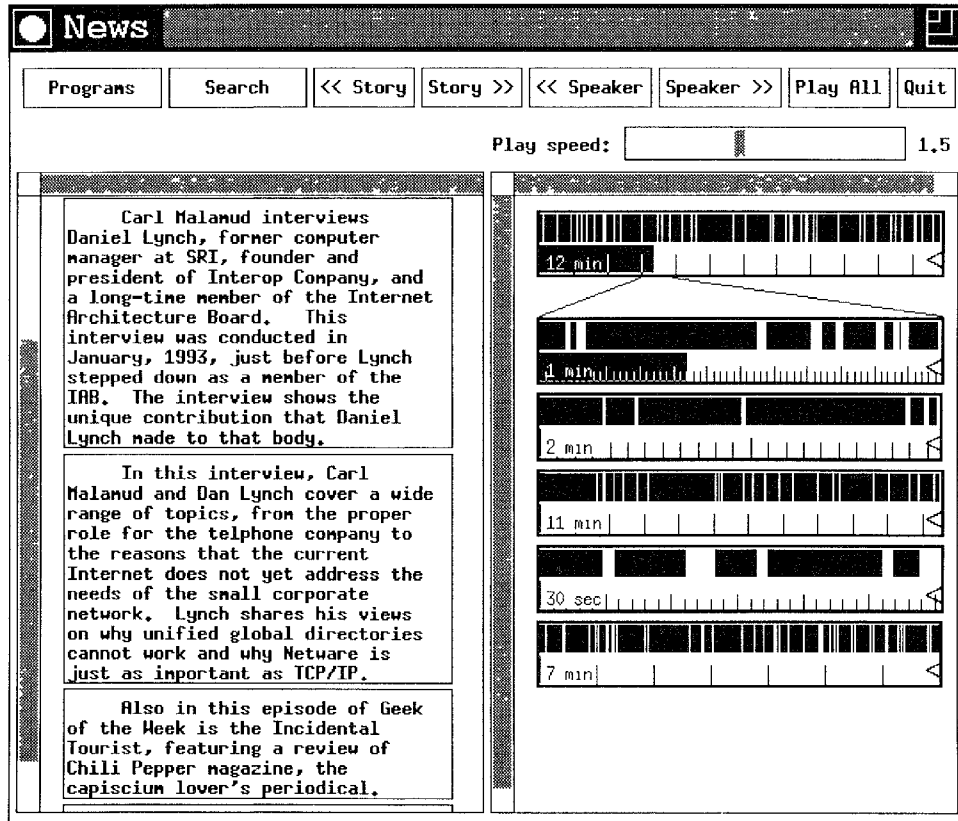 News
Programs Search << Story Story >> << Speaker Speaker >> Play All Quit
Play speed: 1.5
Carl Malamud interviews
Daniel Lynch, former computer
manager at SRI, founder and
president of Interop Company, and
a long-time member of the Internet
Architecture Board. This
interview was conducted in
January, 1993, just before Lynch
stepped down as a member of the
IAB. The interview shows the
unique contribution that Daniel
Lynch made to that body.
In this interview, Carl
Malamud and Dan Lynch cover a wide
range of topics, from the proper
role for the telphone company to
the reasons that the current
Internet does not yet address the
needs of the small corporate
network. Lynch shares his views
on why unified global directories
cannot work and why Netware is
just as important as TCP/IP.
Also in this episode of Geek
of the Week is the Incidental
Tourist, featuring a review of
Chili Pepper magazine, the
capiscium lover's periodical.
12 min
1 min
2 min
11 min
30 sec
7 min